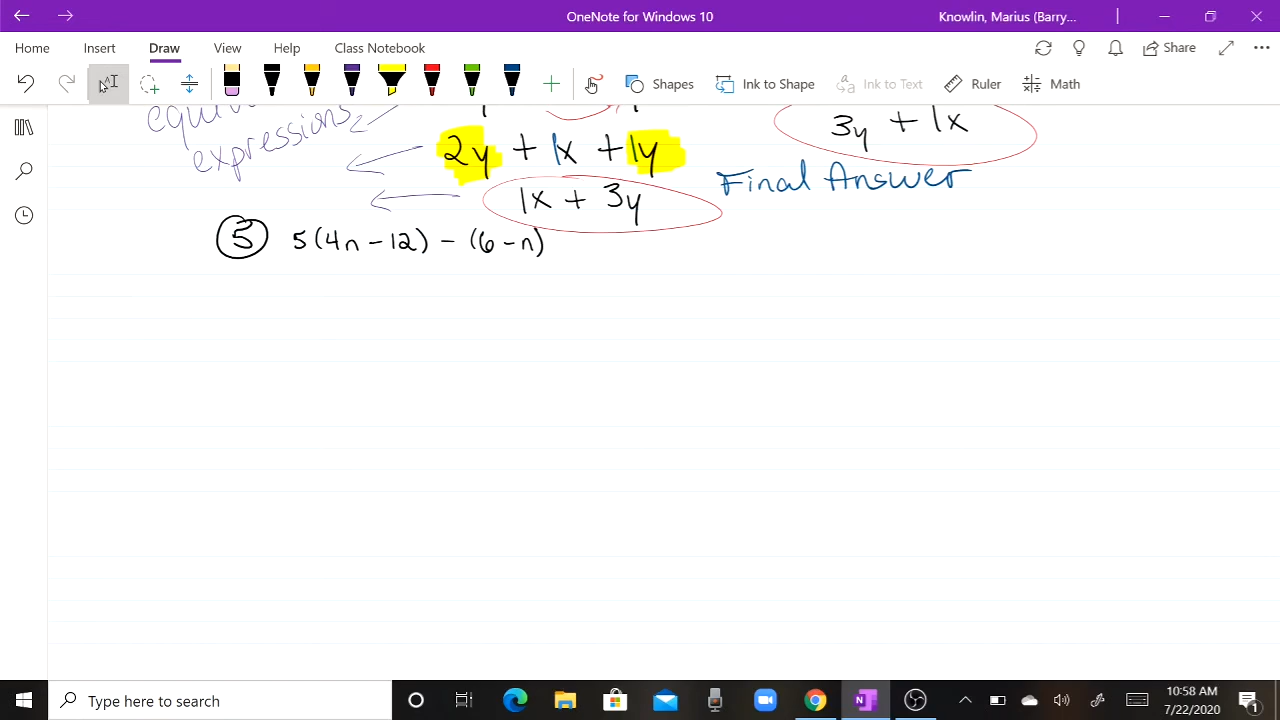 OneNote for Windows 10
Knowlin, Marius (Barry...
Home Insert Draw View Help Class Notebook
Share
Shapes Ink to Shape Ink to Text Ruler Math
expressions
2y + 1x + 1y
3y + 1x
Final Answer
1x + 3y
5 5(4n - 12) - (6 - n)
Type here to search
10:58 AM
7/22/2020
1